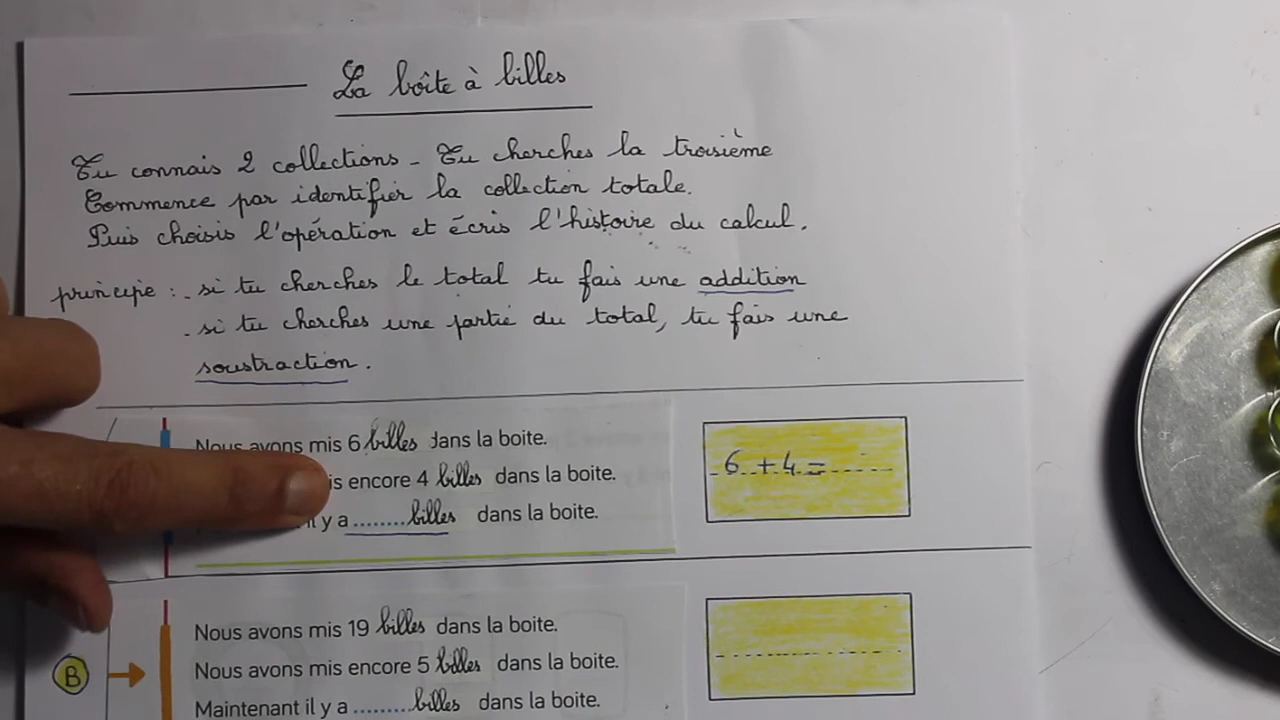 La boîte à billes
Tu connais 2 collections - Tu cherches la troisième
Commence par identifier la collection totale.
Puis choisis l'opération et écris l'histoire du calcul.
principe : . si tu cherches le total tu fais une addition
. si tu cherches une partie du total, tu fais une
soustraction.
Nous avons mis 6 billes dans la boite.
encore 4 billes dans la boite.
il y a ........ billes dans la boite.
6 + 4 =
B
Nous avons mis 19 billes dans la boite.
Nous avons mis encore 5 billes dans la boite.
Maintenant il y a ......... billes dans la boite.